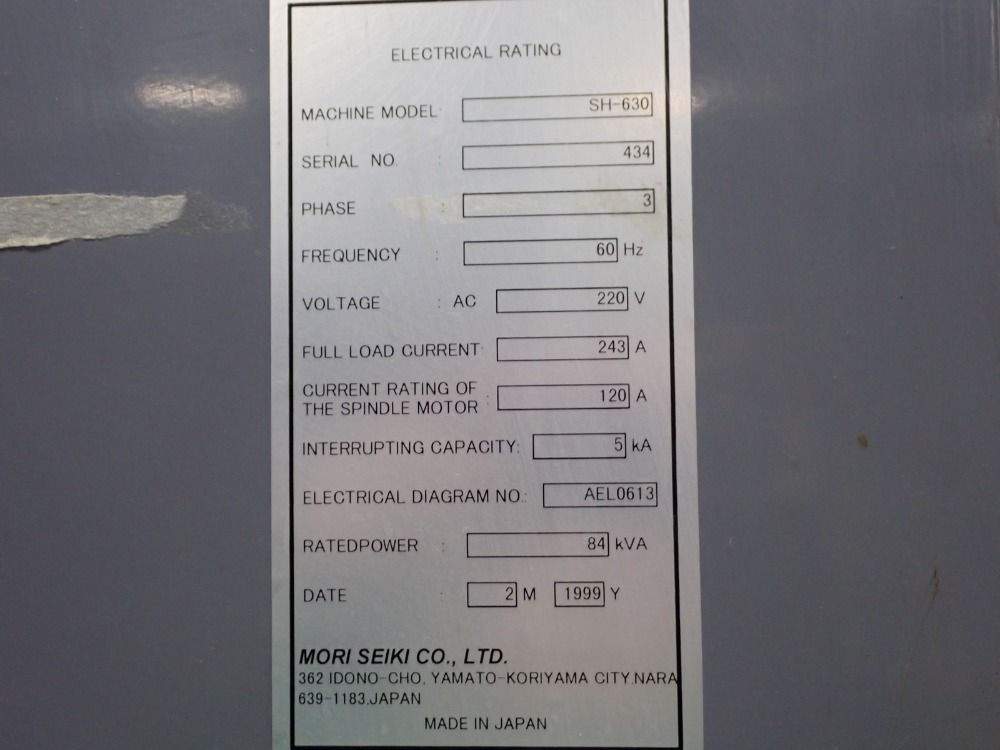 ELECTRICAL RATING
MACHINE MODEL: SH-630
SERIAL NO. : 434
PHASE : 3
FREQUENCY : 60 Hz
VOLTAGE : AC 220 V
FULL LOAD CURRENT: 243 A
CURRENT RATING OF
THE SPINDLE MOTOR : 120 A
INTERRUPTING CAPACITY: 5 kA
ELECTRICAL DIAGRAM NO.: AEL0613
RATEDPOWER : 84 kVA
DATE : 2 M 1999 Y
MORI SEIKI CO., LTD.
362 IDONO-CHO, YAMATO-KORIYAMA CITY.NARA
639-1183.JAPAN
MADE IN JAPAN